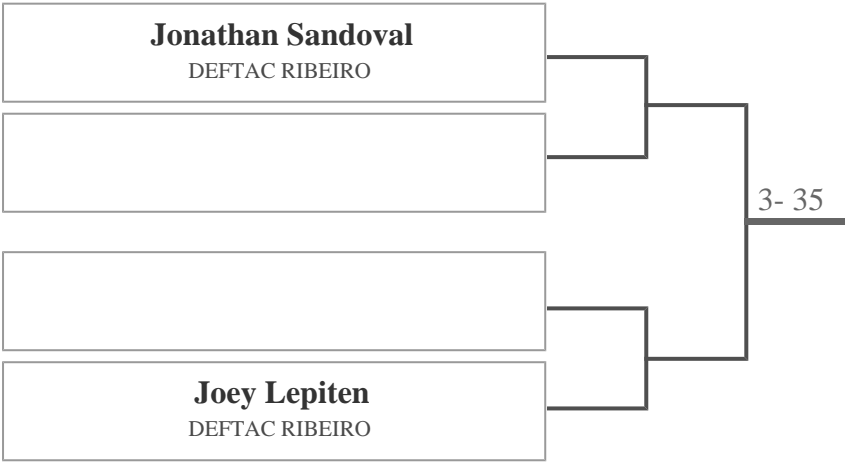 Jonathan Sandoval
DEFTAC RIBEIRO
3- 35
Joey Lepiten
DEFTAC RIBEIRO